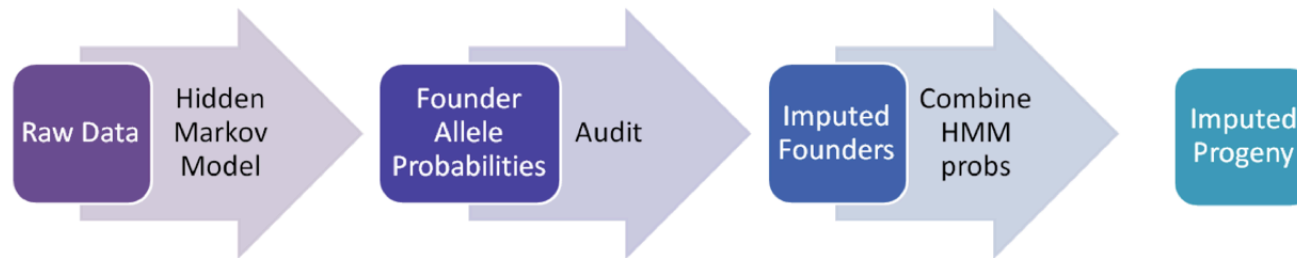 Raw Data
Hidden
Markov
Model
Founder
Allele
Probabilities
Audit
Imputed
Founders
Combine
HMM
probs
Imputed
Progeny